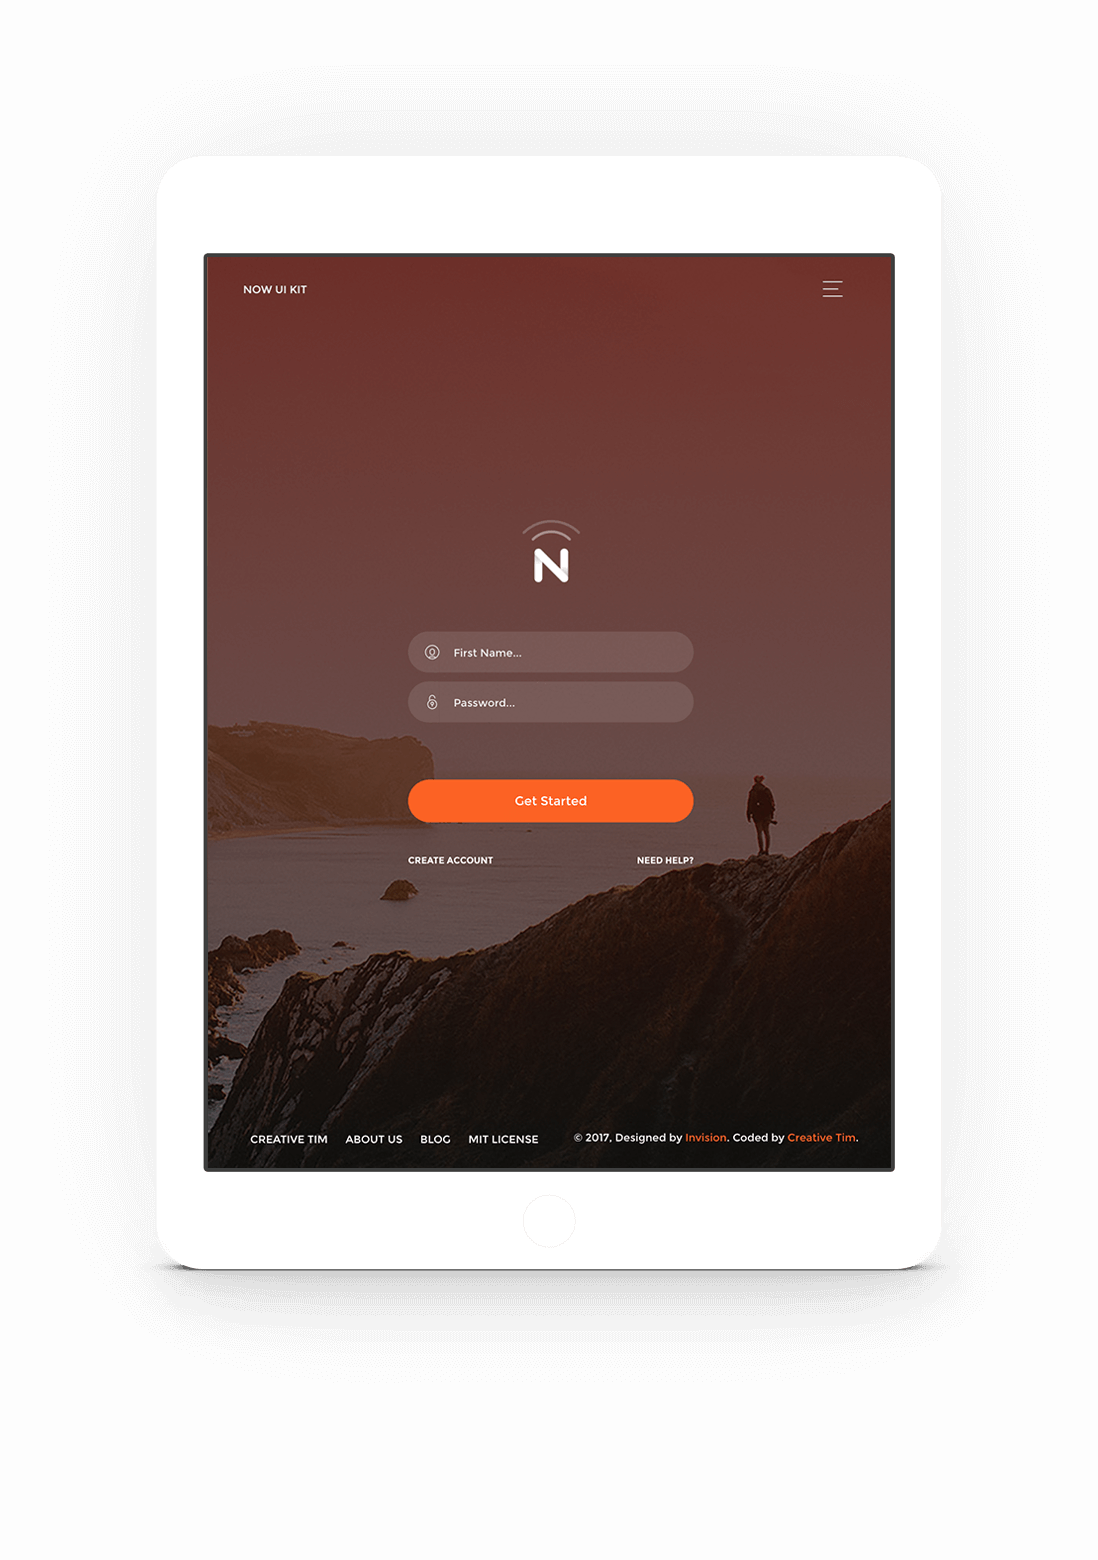 NOW UI KIT
N
First Name...
Password...
Get Started
CREATE ACCOUNT NEED HELP?
CREATIVE TIM ABOUT US BLOG MIT LICENSE © 2017, Designed by Invision. Coded by Creative Tim.